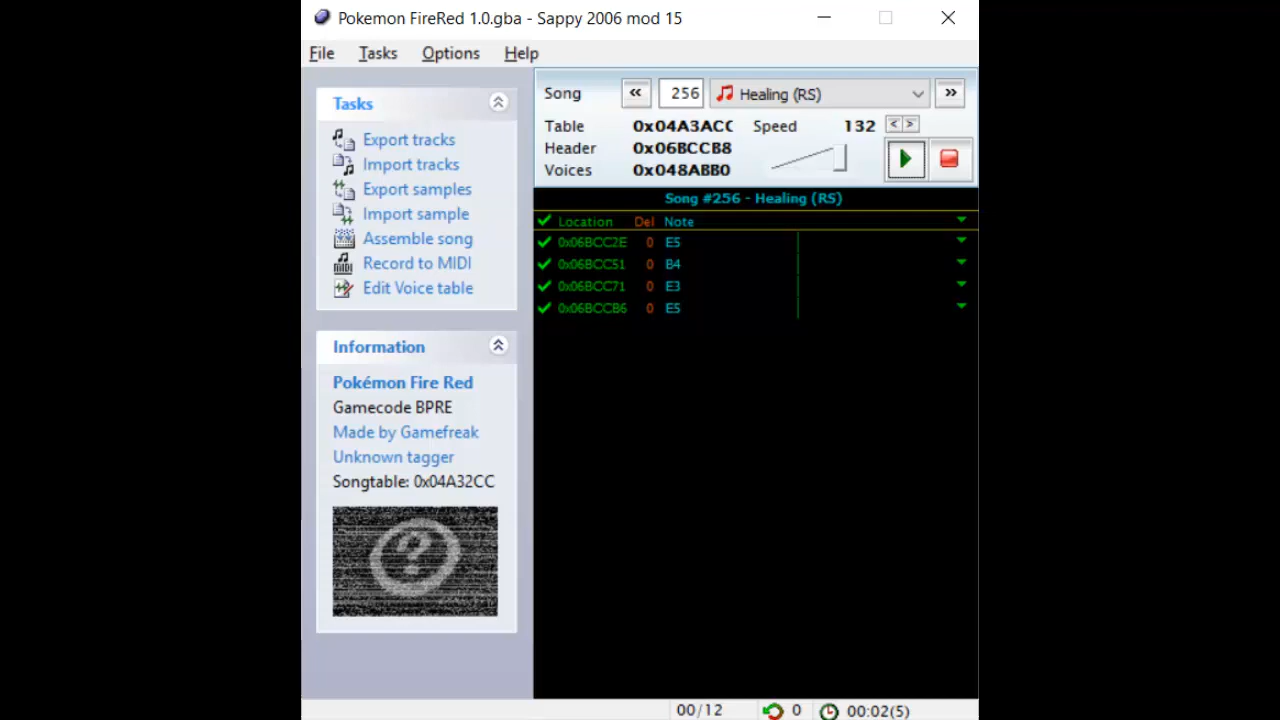 Pokemon FireRed 1.0.gba - Sappy 2006 mod 15
File Tasks Options Help
Tasks
Export tracks
Import tracks
Export samples
Import sample
Assemble song
Record to MIDI
Edit Voice table
Information
Pokémon Fire Red
Gamecode BPRE
Made by Gamefreak
Unknown tagger
Songtable: 0x04A32CC
Song 256 Healing (RS)
Table 0x04A3ACC Speed 132
Header 0x06BCCB8
Voices 0x048ABB0
Song #256 - Healing (RS)
Location Del Note
0x06BCC2E 0 E5
0x06BCC51 0 B4
0x06BCC71 0 E3
0x06BCCB6 0 E5
00/12 0 00:02(5)